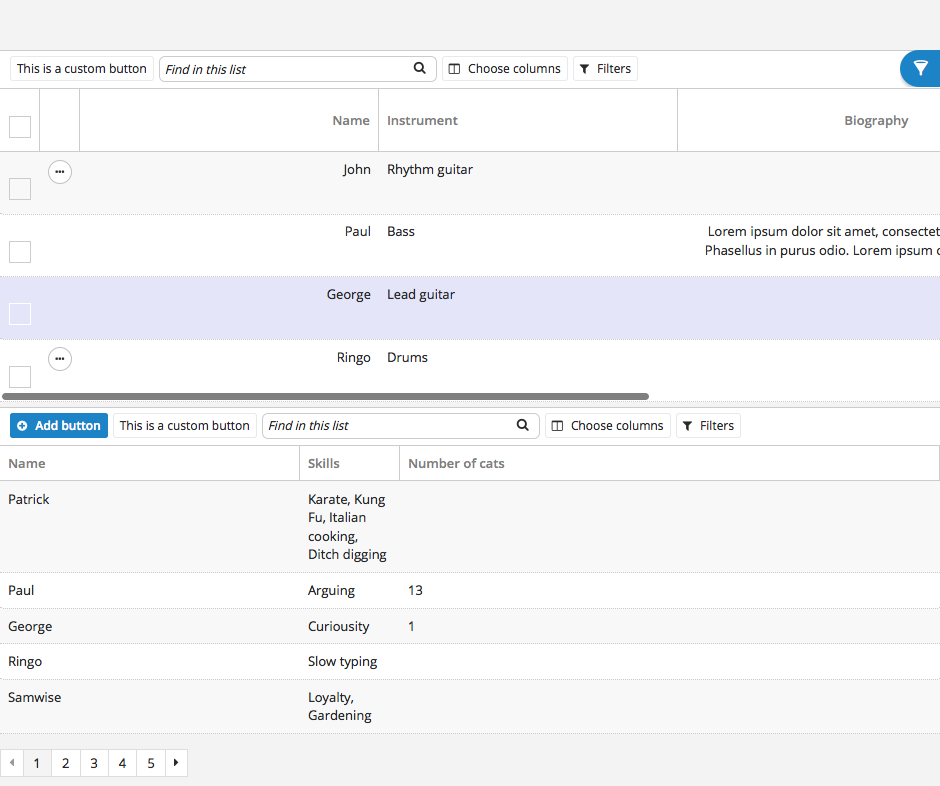 This is a custom button Find in this list Choose columns Filters
Name Instrument Biography
John Rhythm guitar
Paul Bass Lorem ipsum dolor sit amet, consectet
Phasellus in purus odio. Lorem ipsum
George Lead guitar
Ringo Drums
Add button This is a custom button Find in this list Choose columns Filters
Name Skills Number of cats
Patrick Karate, Kung
Fu, Italian
cooking,
Ditch digging
Paul Arguing 13
George Curiousity 1
Ringo Slow typing
Samwise Loyalty,
Gardening
1 2 3 4 5